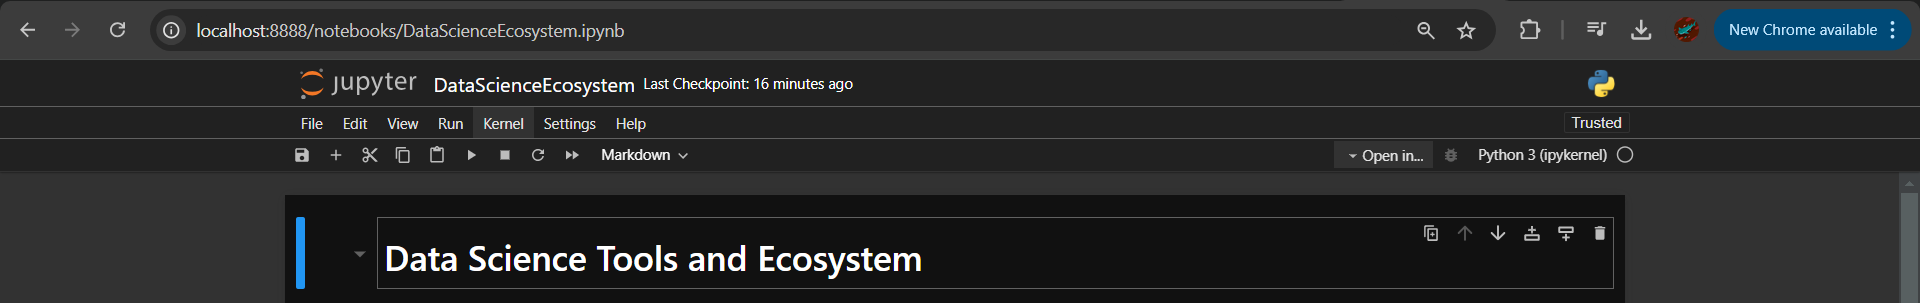 localhost:8888/notebooks/DataScienceEcosystem.ipynb
New Chrome available
jupyter DataScienceEcosystem Last Checkpoint: 16 minutes ago
File Edit View Run Kernel Settings Help
Trusted
Markdown
Open in...
Python 3 (ipykernel)
Data Science Tools and Ecosystem